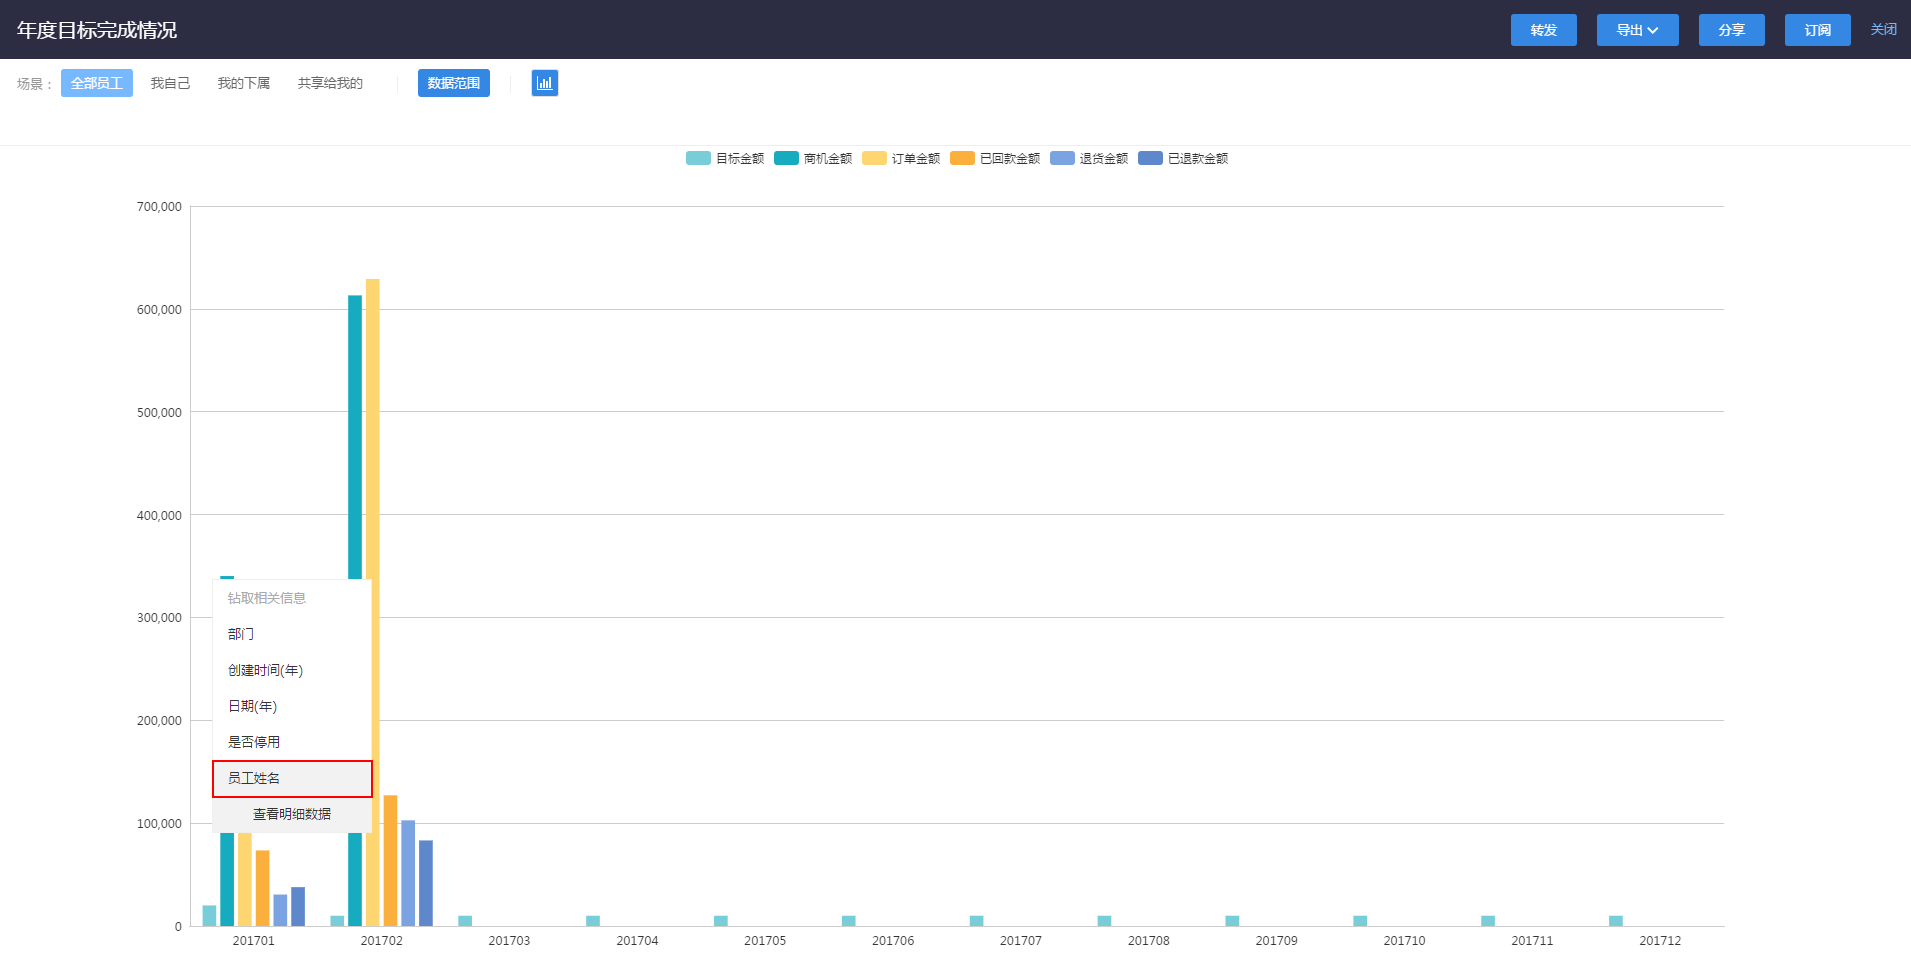 年度目标完成情况
转发
导出
分享
订阅
关闭
场景：
全部员工
我自己
我的下属
共享给我的
数据范围
目标金额
商机金额
订单金额
已回款金额
退货金额
已退款金额
700,000
600,000
500,000
400,000
300,000
200,000
100,000
0
钻取相关信息
部门
创建时间(年)
日期(年)
是否停用
员工姓名
查看明细数据
201701
201702
201703
201704
201705
201706
201707
201708
201709
201710
201711
201712